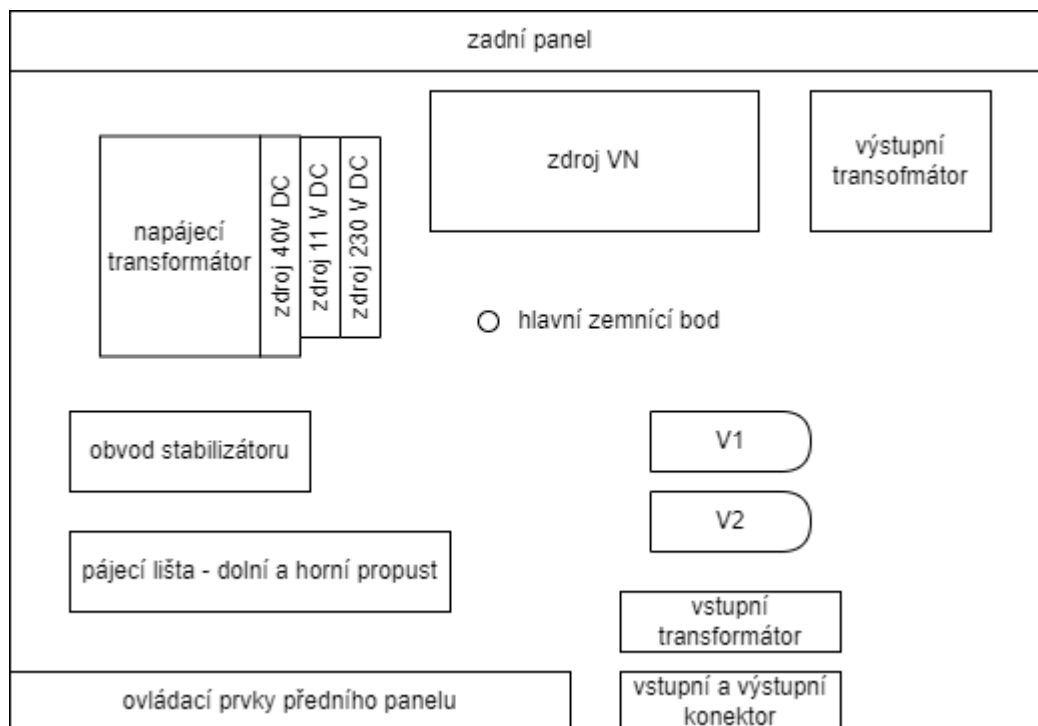 zadní panel
zdroj VN
výstupní
transofmátor
napájecí
transformátor
zdroj 40V DC
zdroj 11 V DC
zdroj 230 V DC
hlavní zemnící bod
obvod stabilizátoru
V1
V2
pájecí lišta - dolní a horní propust
vstupní
transformátor
ovládací prvky předního panelu
vstupní a výstupní
konektor